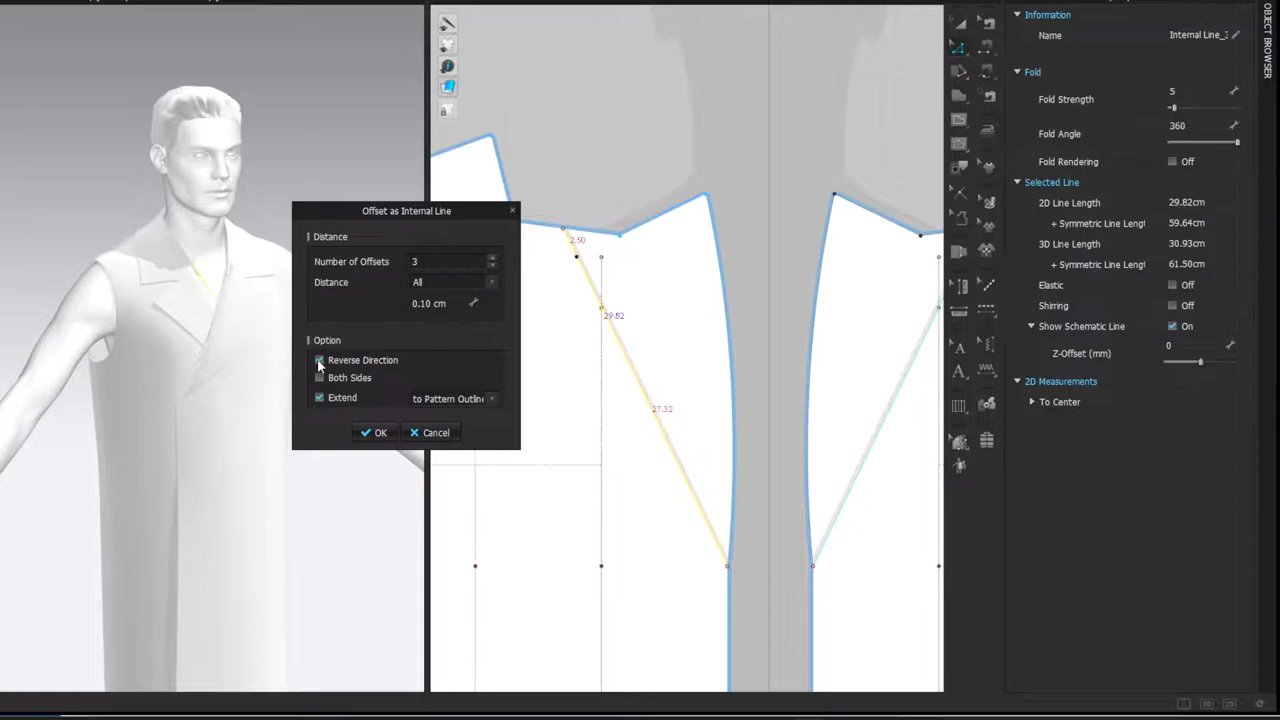 Offset as Internal Line
Distance
Number of Offsets 3
Distance All
0.10 cm
Option
Reverse Direction
Both Sides
Extend to Pattern Outline
OK Cancel
2.50
29.82
27.32
A
A
Information
Name Internal Line_3
Fold
Fold Strength 5
Fold Angle 360
Fold Rendering Off
Selected Line
2D Line Length 29.82cm
+ Symmetric Line Lengt 59.64cm
3D Line Length 30.93cm
+ Symmetric Line Lengt 61.50cm
Elastic Off
Shirring Off
Show Schematic Line On
Z-Offset (mm) 0
2D Measurements
To Center
OBJECT BROWSER
3D
2D